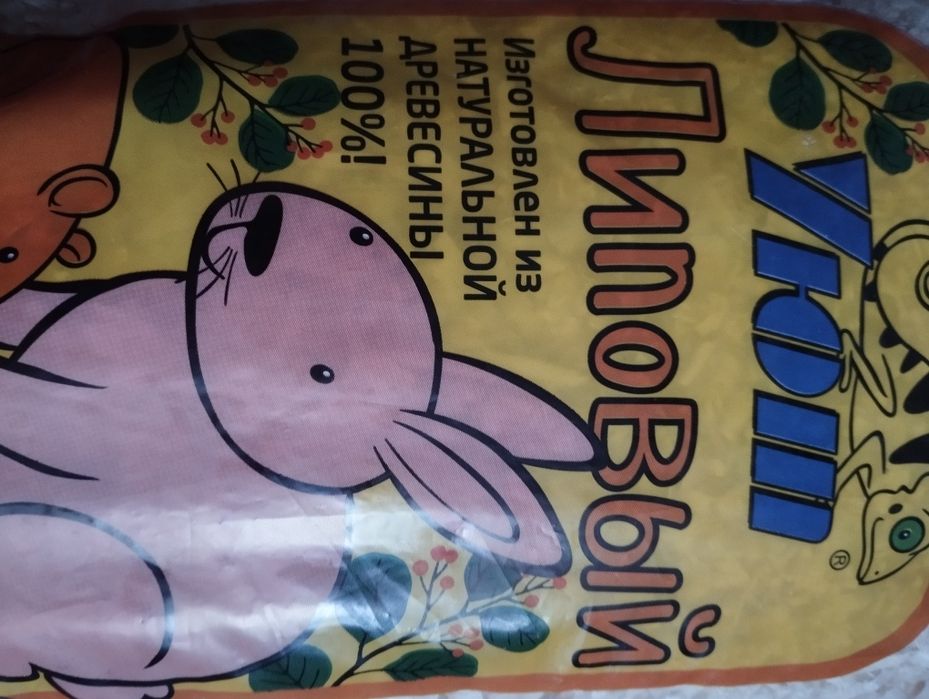 УЮТ
®
Липовый
Изготовлен из
НАТУРАЛЬНОЙ
ДРЕВЕСИНЫ
100%!